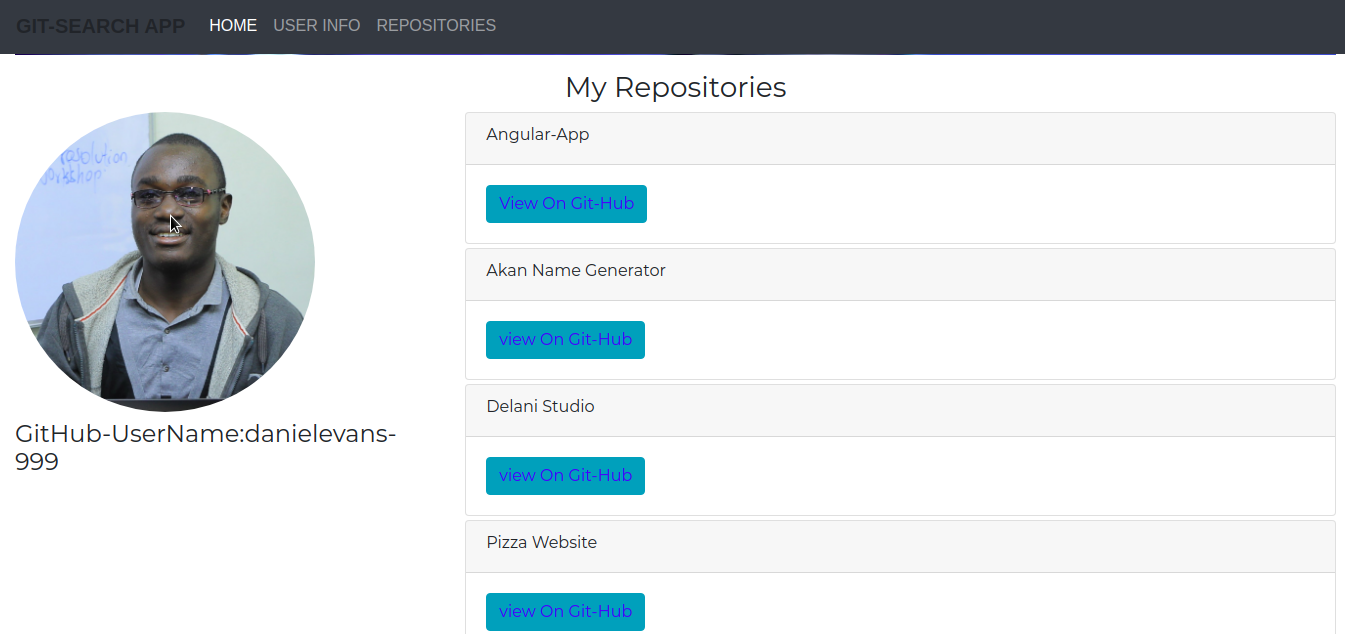 GIT-SEARCH APP HOME USER INFO REPOSITORIES
My Repositories
solution
GitHub-UserName:danielevans-
999
Angular-App
View On Git-Hub
Akan Name Generator
view On Git-Hub
Delani Studio
view On Git-Hub
Pizza Website
view On Git-Hub